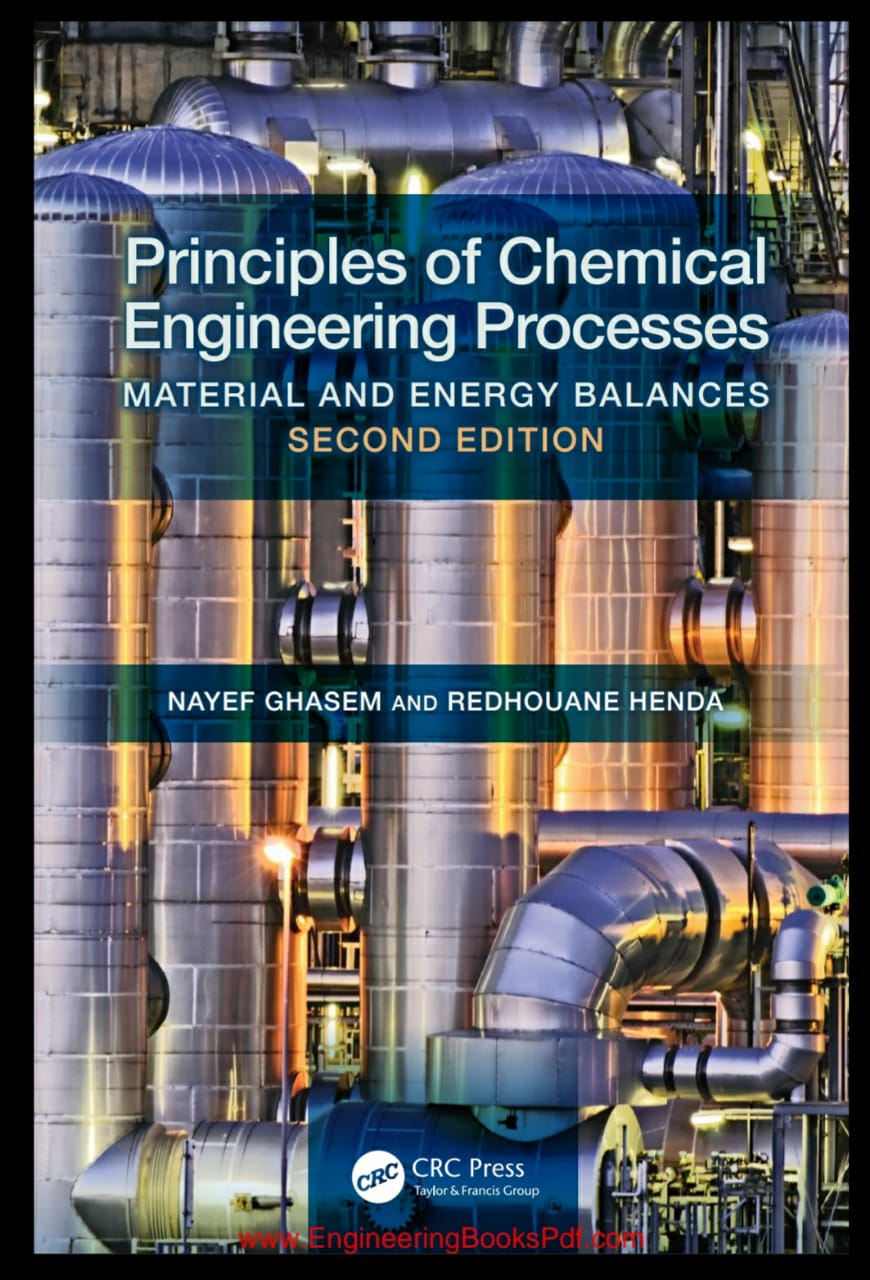 Principles of Chemical
Engineering Processes
MATERIAL AND ENERGY BALANCES
SECOND EDITION
NAYEF GHASEM AND REDHOUANE HENDA
CRC
CRC Press
Taylor & Francis Group
www.EngineeringBooksPdf.com